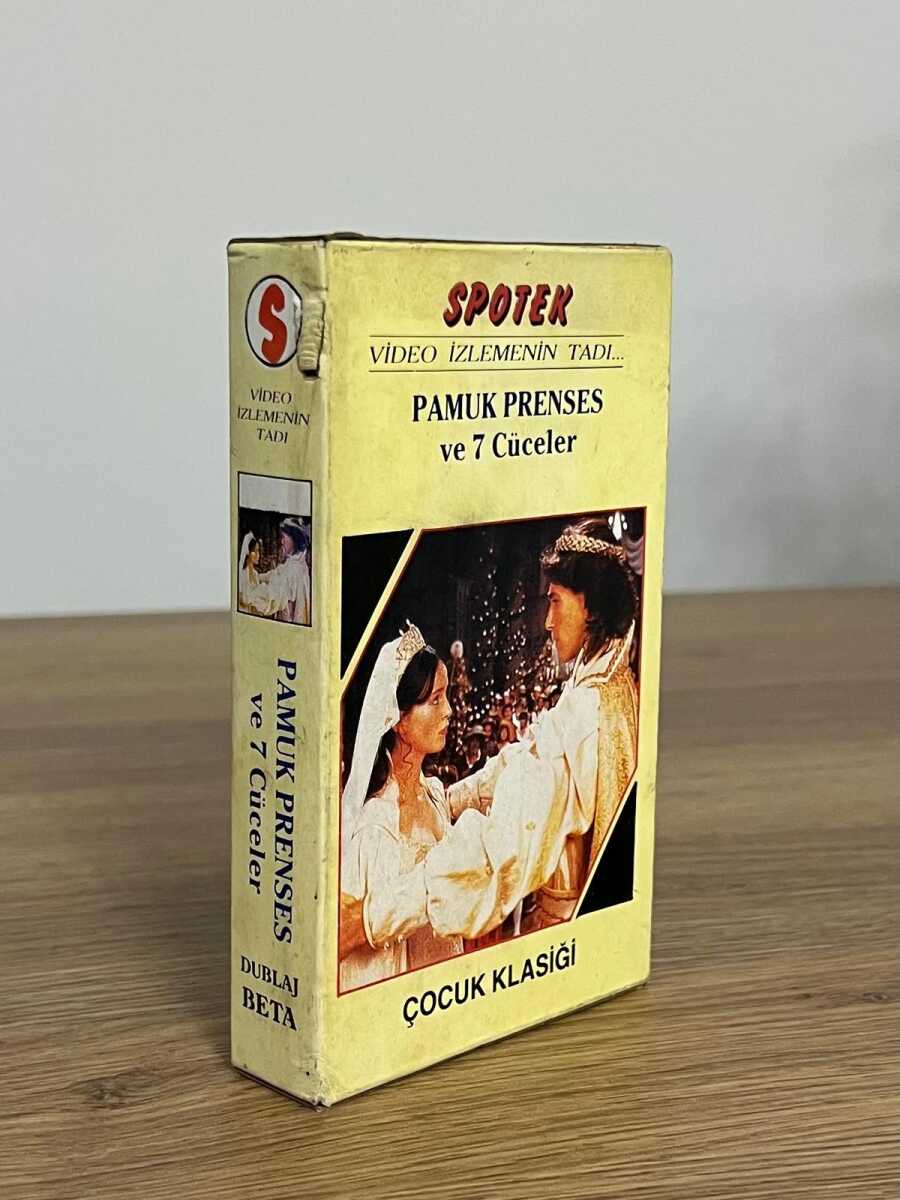 S
VİDEO
İZLEMENİN
TADI
PAMUK PRENSES
ve 7 Cüceler
DUBLAJ
BETA
SPOTEK
VİDEO İZLEMENİN TADI...
PAMUK PRENSES
ve 7 Cüceler
ÇOCUK KLASİĞİ